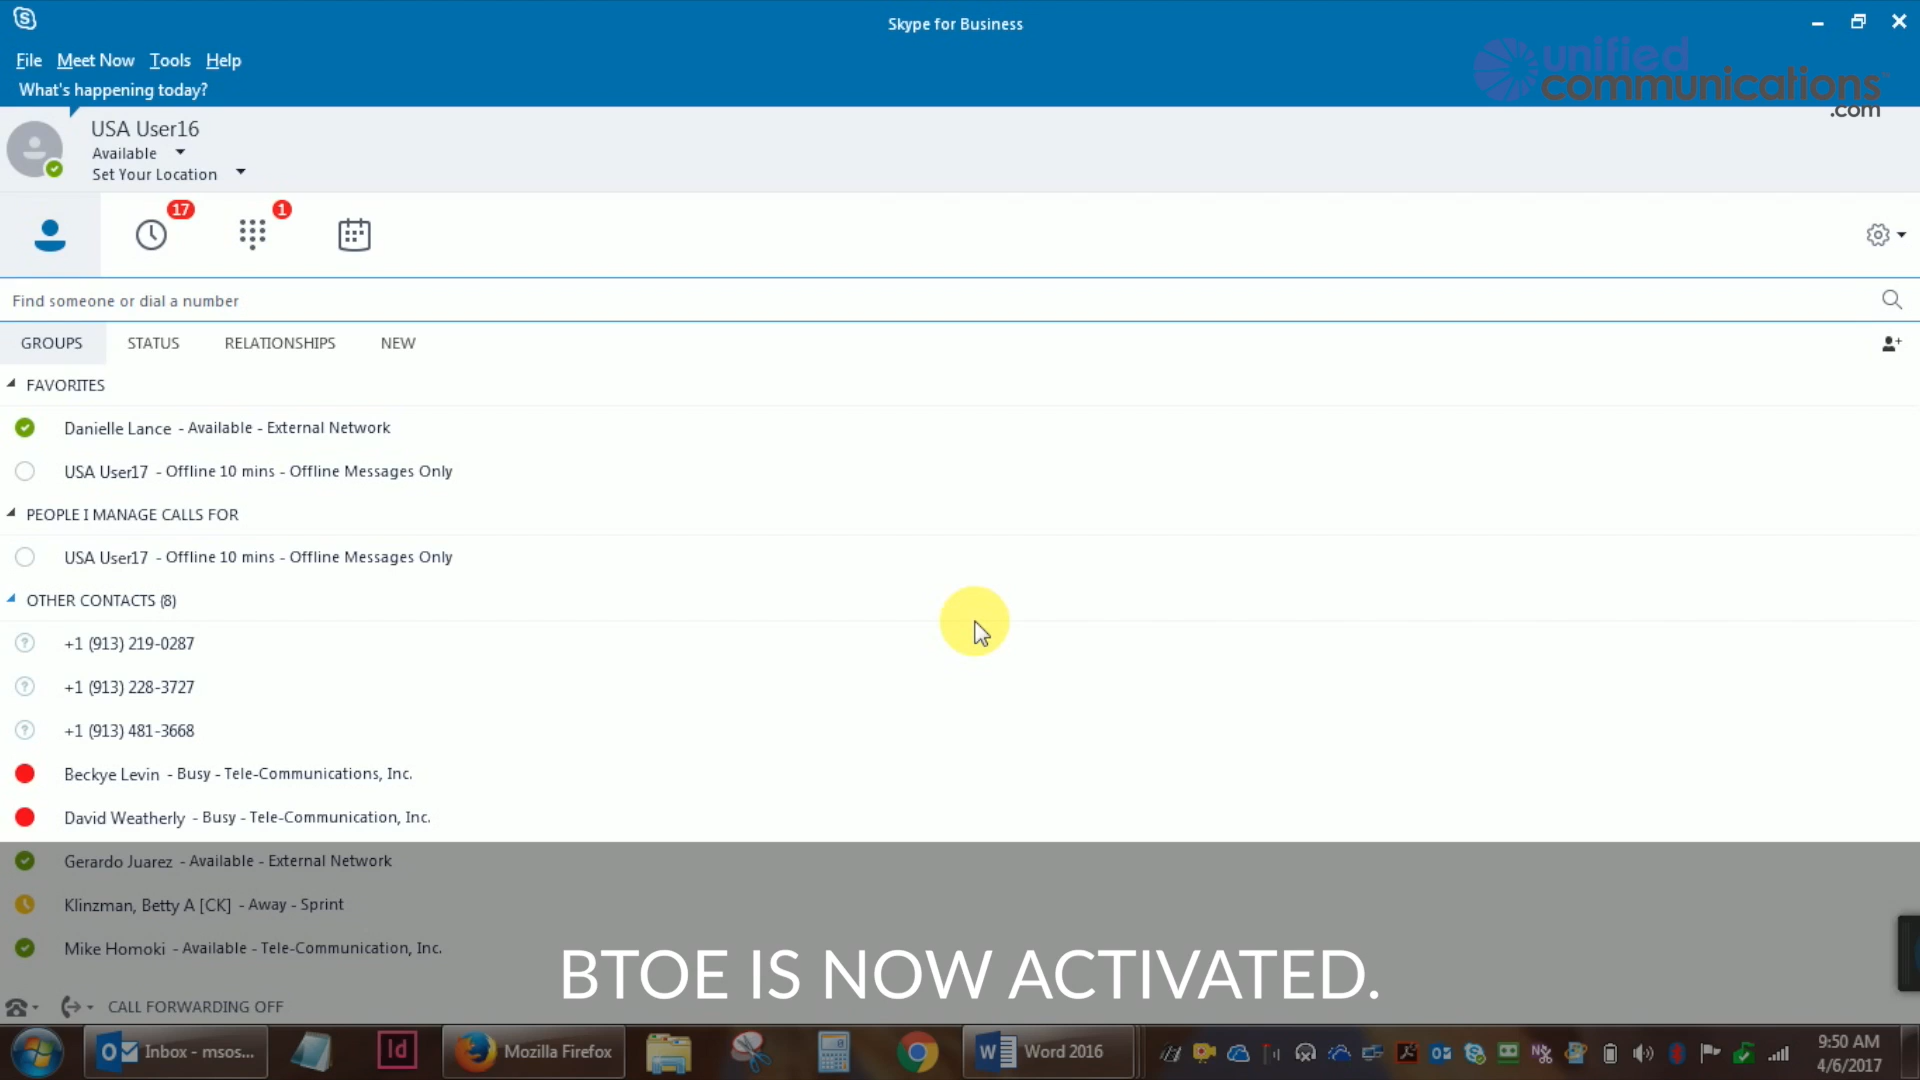 Skype for Business
File Meet Now Tools Help
What's happening today?
unified
communications
.com
USA User16
Available
Set Your Location
17
1
Find someone or dial a number
GROUPS STATUS RELATIONSHIPS NEW
FAVORITES
Danielle Lance - Available - External Network
USA User17 - Offline 10 mins - Offline Messages Only
PEOPLE I MANAGE CALLS FOR
USA User17 - Offline 10 mins - Offline Messages Only
OTHER CONTACTS (8)
+1 (913) 219-0287
+1 (913) 228-3727
+1 (913) 481-3668
Beckye Levin - Busy - Tele-Communications, Inc.
David Weatherly - Busy - Tele-Communication, Inc.
Gerardo Juarez - Available - External Network
Klinzman, Betty A [CK] - Away - Sprint
Mike Homoki - Available - Tele-Communication, Inc.
BTOE IS NOW ACTIVATED.
CALL FORWARDING OFF
Inbox - msos...
Id
Mozilla Firefox
Word 2016
9:50 AM
4/6/2017